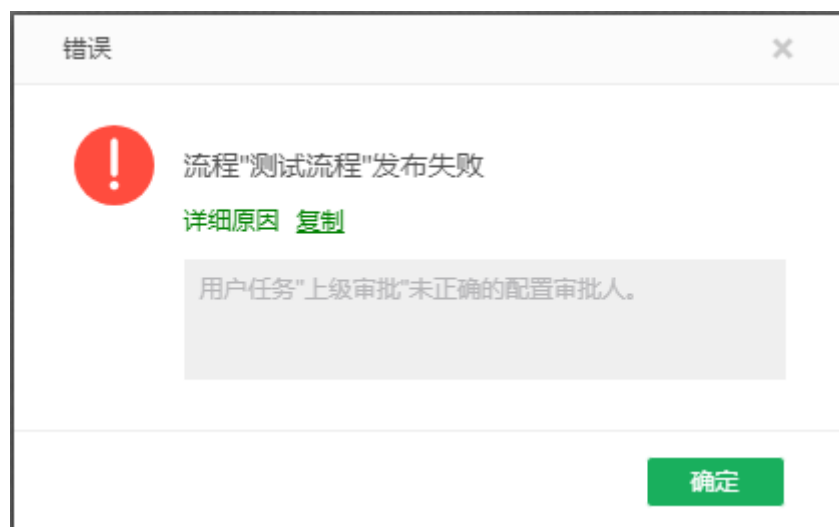 错误
流程"测试流程"发布失败
详细原因 复制
用户任务"上级审批"未正确的配置审批人。
确定